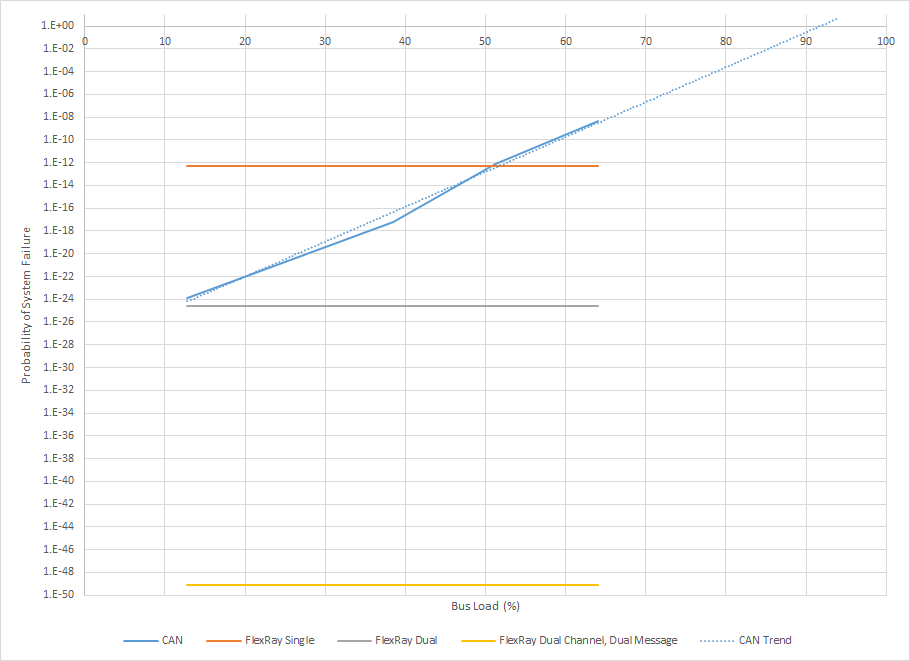 1.E+00
0 10 20 30 40 50 60 70 80 90 100
1.E-02
1.E-04
1.E-06
1.E-08
1.E-10
1.E-12
1.E-14
1.E-16
1.E-18
1.E-20
1.E-22
1.E-24
1.E-26
1.E-28
1.E-30
1.E-32
1.E-34
1.E-36
1.E-38
1.E-40
1.E-42
1.E-44
1.E-46
1.E-48
1.E-50
Probability of System Failure
Bus Load (%)
CAN FlexRay Single FlexRay Dual FlexRay Dual Channel, Dual Message CAN Trend